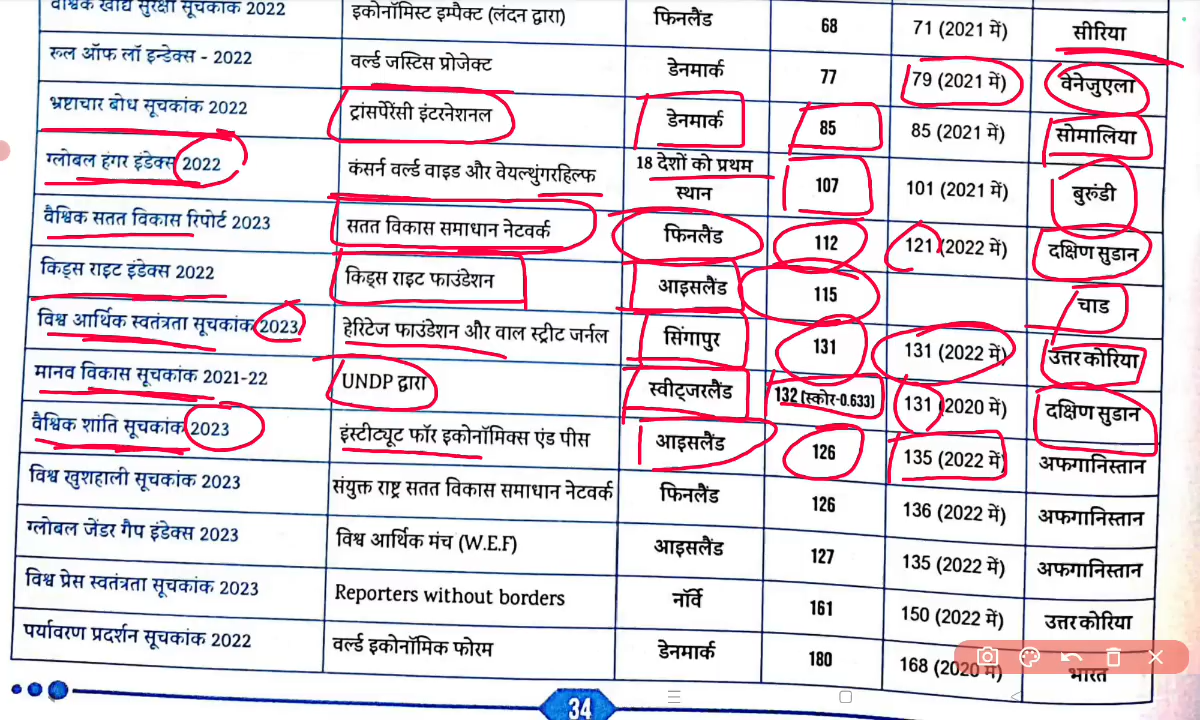 वैश्विक खाद्य सुरक्षा सूचकांक 2022 इकोनॉमिस्ट इम्पैक्ट (लंदन द्वारा) फिनलैंड 68 71 (2021 में) सीरिया
रूल ऑफ लॉ इन्डेक्स - 2022 वर्ल्ड जस्टिस प्रोजेक्ट डेनमार्क 77 79 (2021 में) वेनेजुएला
भ्रष्टाचार बोध सूचकांक 2022 ट्रांसपेरेंसी इंटरनेशनल डेनमार्क 85 85 (2021 में) सोमालिया
ग्लोबल हंगर इंडेक्स 2022 कंसर्न वर्ल्ड वाइड और वेयल्थुंगरहिल्फ 18 देशों को प्रथम
स्थान 107 101 (2021 में) बुरुंडी
वैश्विक सतत विकास रिपोर्ट 2023 सतत विकास समाधान नेटवर्क फिनलैंड 112 121 (2022 में) दक्षिण सुडान
किड्स राइट इंडेक्स 2022 किड्स राइट फाउंडेशन आइसलैंड 115 चाड
विश्व आर्थिक स्वतंत्रता सूचकांक 2023 हेरिटेज फाउंडेशन और वाल स्ट्रीट जर्नल सिंगापुर 131 131 (2022 में) उत्तर कोरिया
मानव विकास सूचकांक 2021-22 UNDP द्वारा स्वीट्जरलैंड 132 (स्कोर-0.633) 131 (2020 में) दक्षिण सुडान
वैश्विक शांति सूचकांक 2023 इंस्टीट्यूट फॉर इकोनॉमिक्स एंड पीस आइसलैंड 126 135 (2022 में) अफगानिस्तान
विश्व खुशहाली सूचकांक 2023 संयुक्त राष्ट्र सतत विकास समाधान नेटवर्क फिनलैंड 126 136 (2022 में) अफगानिस्तान
ग्लोबल जेंडर गैप इंडेक्स 2023 विश्व आर्थिक मंच (W.E.F) आइसलैंड 127 135 (2022 में) अफगानिस्तान
विश्व प्रेस स्वतंत्रता सूचकांक 2023 Reporters without borders नॉर्वे 161 150 (2022 में) उत्तर कोरिया
पर्यावरण प्रदर्शन सूचकांक 2022 वर्ल्ड इकोनॉमिक फोरम डेनमार्क 180 168 (2020 में) भारत
34